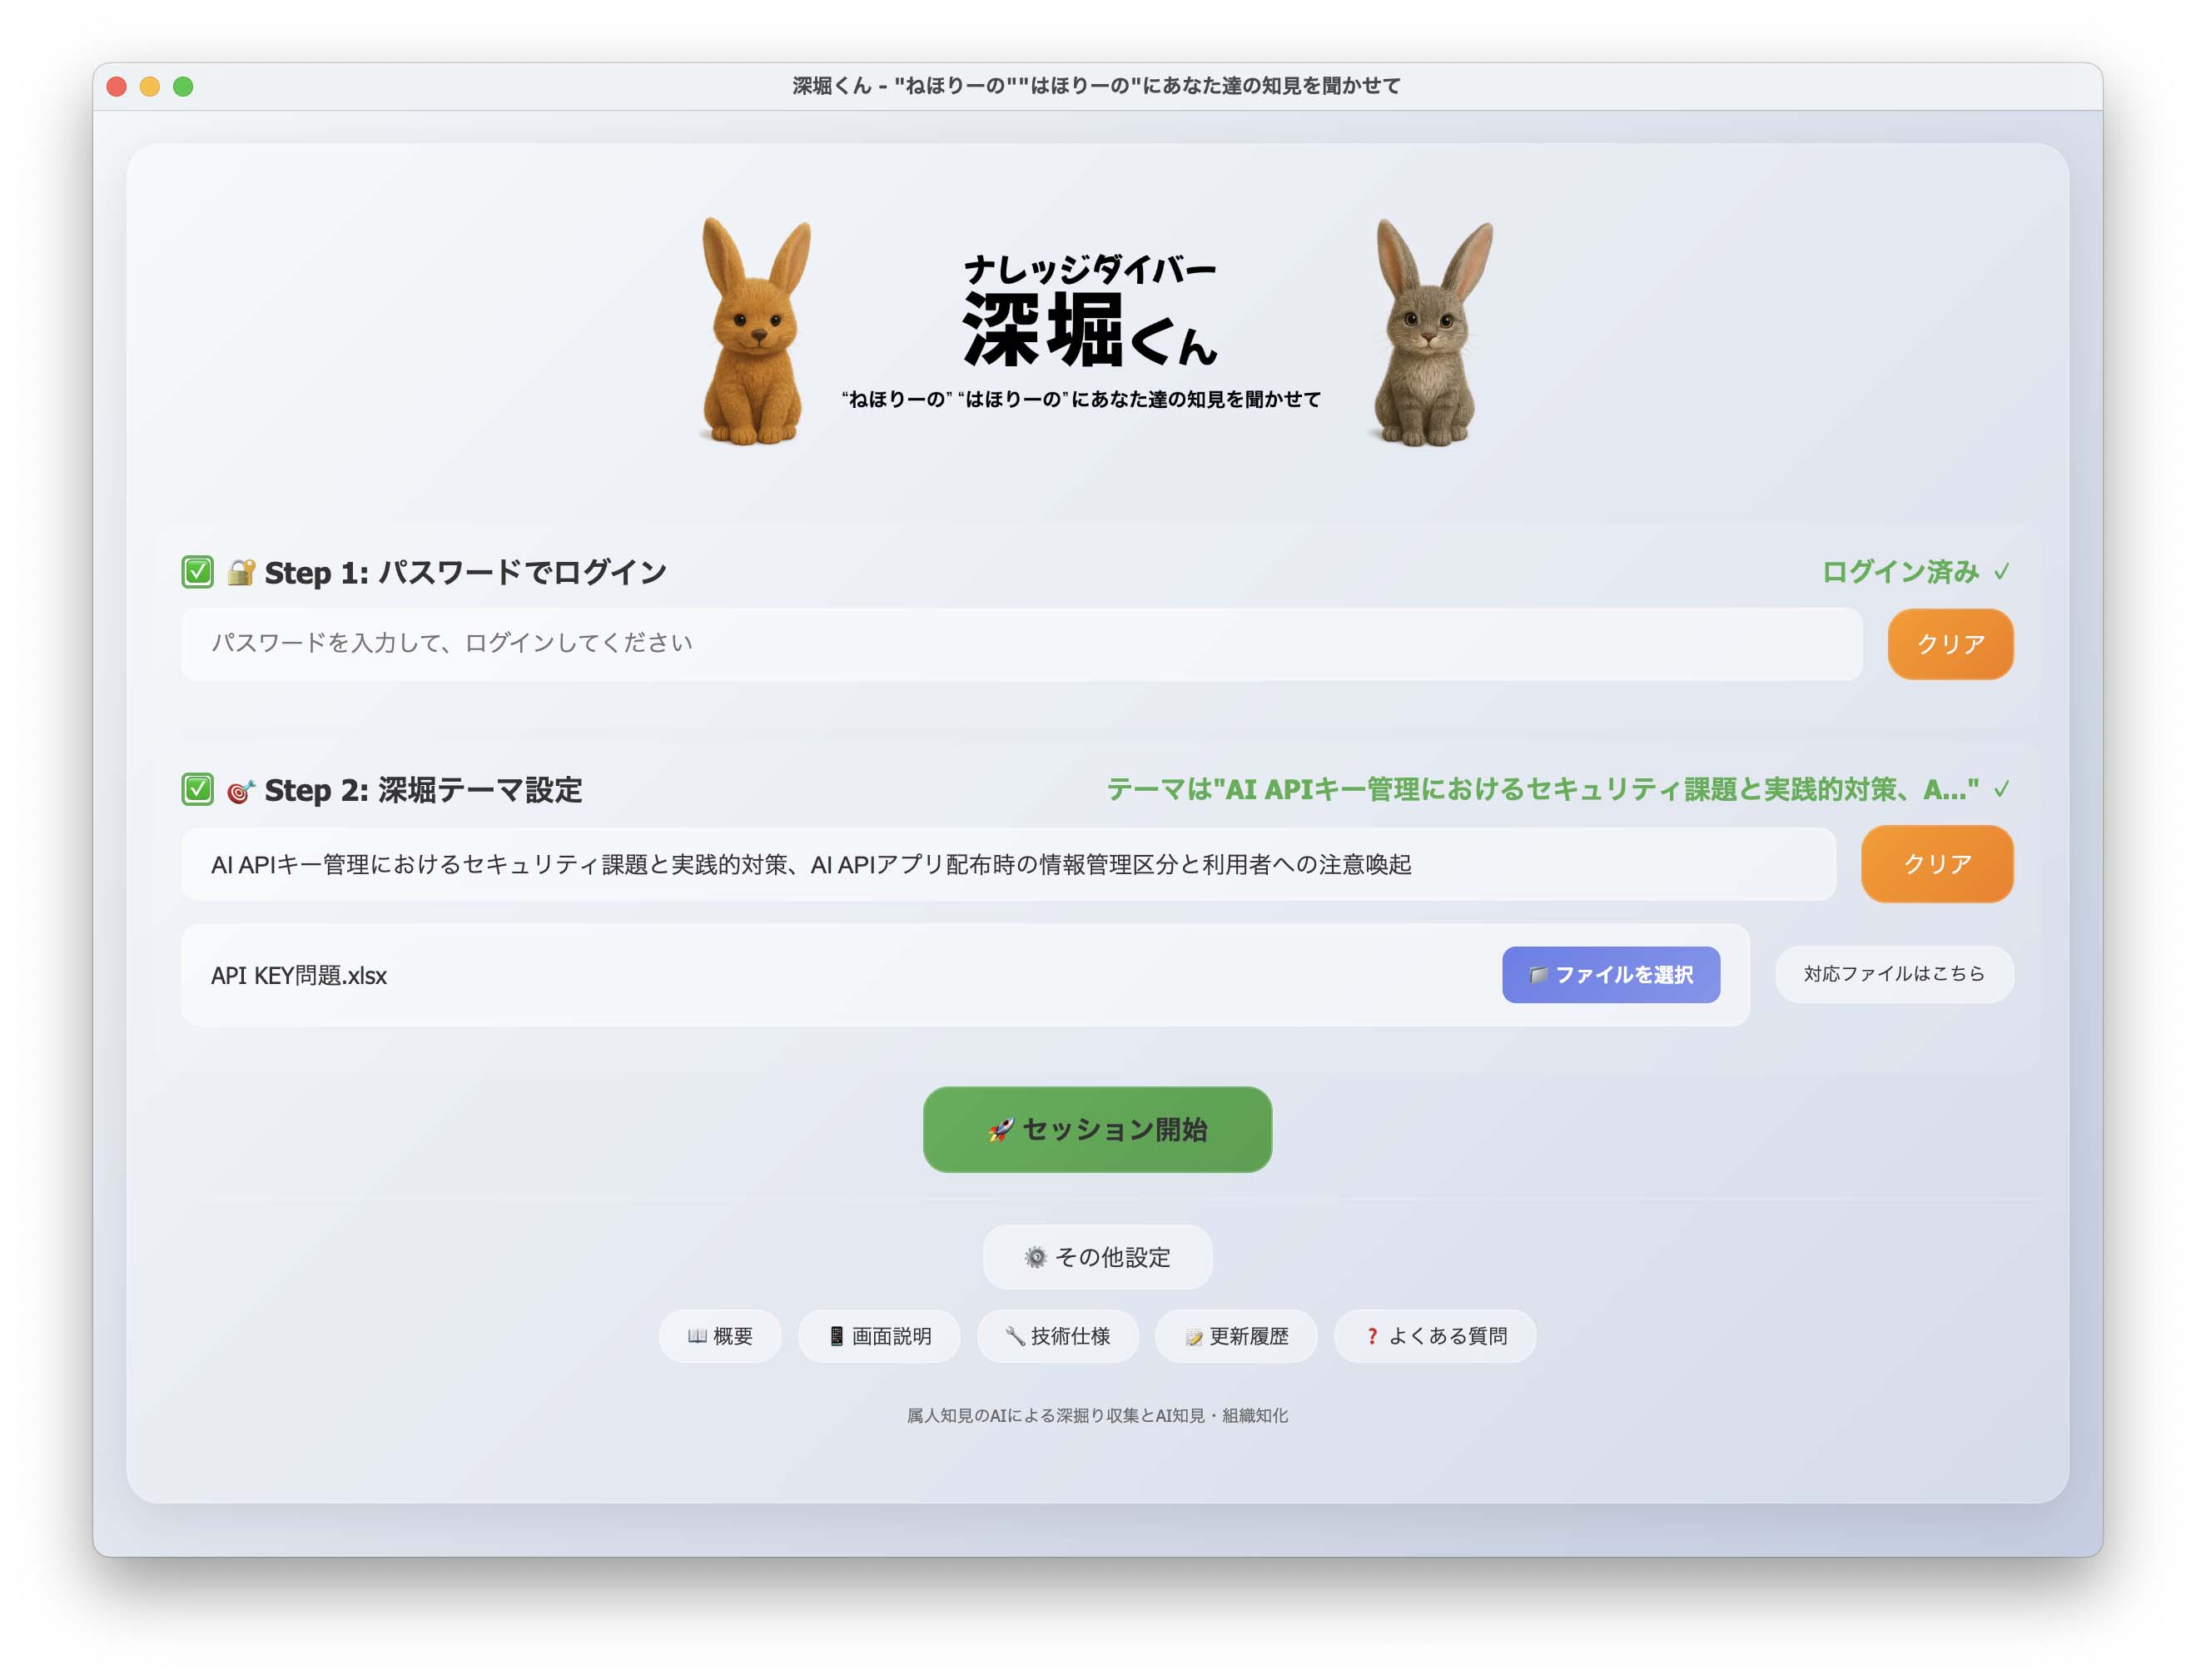 深堀くん - "ねほりーの""はほりーの"にあなた達の知見を聞かせて
ナレッジダイバー
深堀くん
“ねほりーの” “はほりーの” にあなた達の知見を聞かせて
Step 1: パスワードでログイン
ログイン済み ✓
パスワードを入力して、ログインしてください
クリア
Step 2: 深堀テーマ設定
テーマは"AI APIキー管理におけるセキュリティ課題と実践的対策、A..." ✓
AI APIキー管理におけるセキュリティ課題と実践的対策、AI APIアプリ配布時の情報管理区分と利用者への注意喚起
クリア
API KEY問題.xlsx
ファイルを選択
対応ファイルはこちら
セッション開始
その他設定
概要
画面説明
技術仕様
更新履歴
❓ よくある質問
属人知見のAIによる深掘り収集とAI知見・組織知化